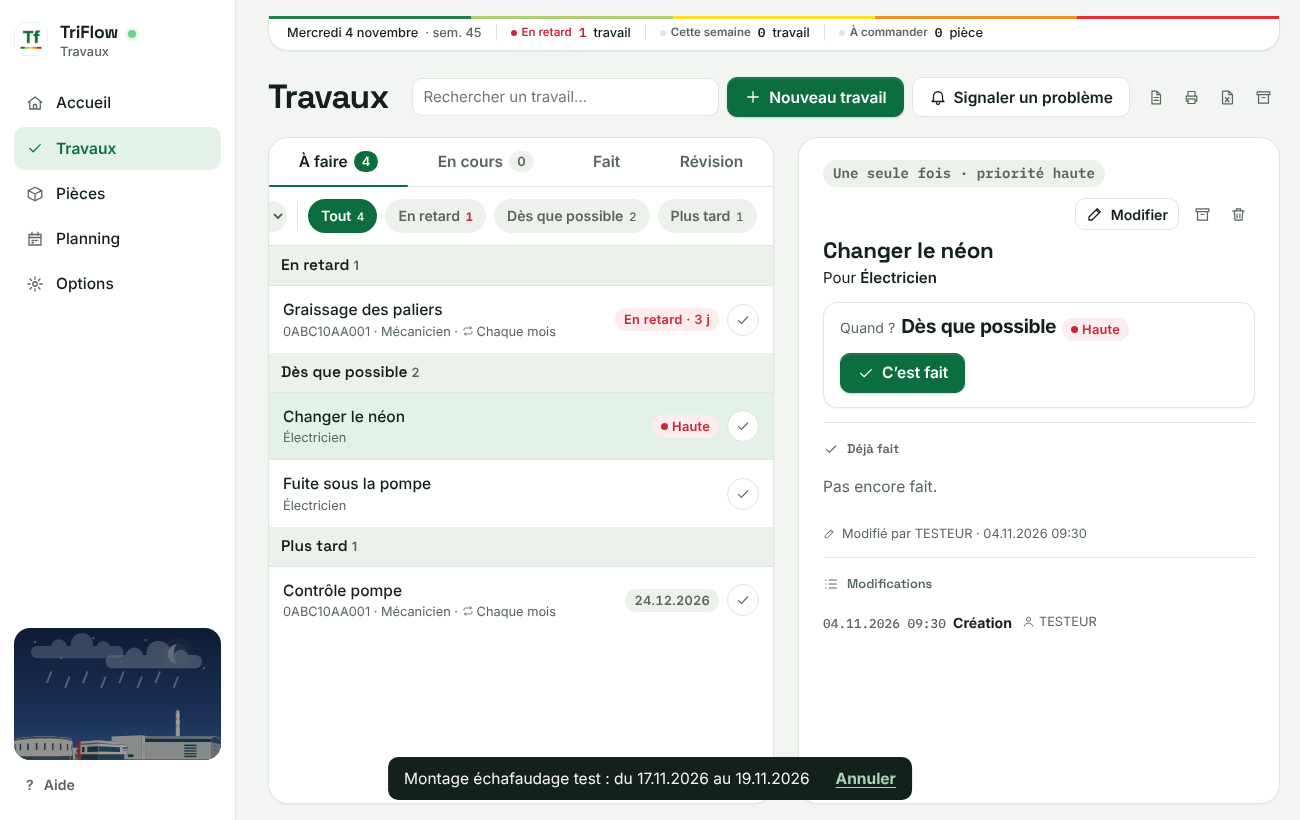 Tf TriFlow
Travaux
Accueil
Travaux
Pièces
Planning
Options
? Aide
Mercredi 4 novembre · sem. 45 En retard 1 travail Cette semaine 0 travail À commander 0 pièce
Travaux
Rechercher un travail...
Nouveau travail
Signaler un problème
À faire 4 En cours 0 Fait Révision
Tout 4 En retard 1 Dès que possible 2 Plus tard 1
En retard 1
Graissage des paliers
0ABC10AA001 · Mécanicien · Chaque mois
En retard · 3 j
Dès que possible 2
Changer le néon
Électricien
Haute
Fuite sous la pompe
Électricien
Plus tard 1
Contrôle pompe
0ABC10AA001 · Mécanicien · Chaque mois
24.12.2026
Une seule fois · priorité haute
Modifier
Changer le néon
Pour Électricien
Quand ? Dès que possible Haute
C'est fait
Déjà fait
Pas encore fait.
Modifié par TESTEUR · 04.11.2026 09:30
Modifications
04.11.2026 09:30 Création TESTEUR
Montage échafaudage test : du 17.11.2026 au 19.11.2026 Annuler